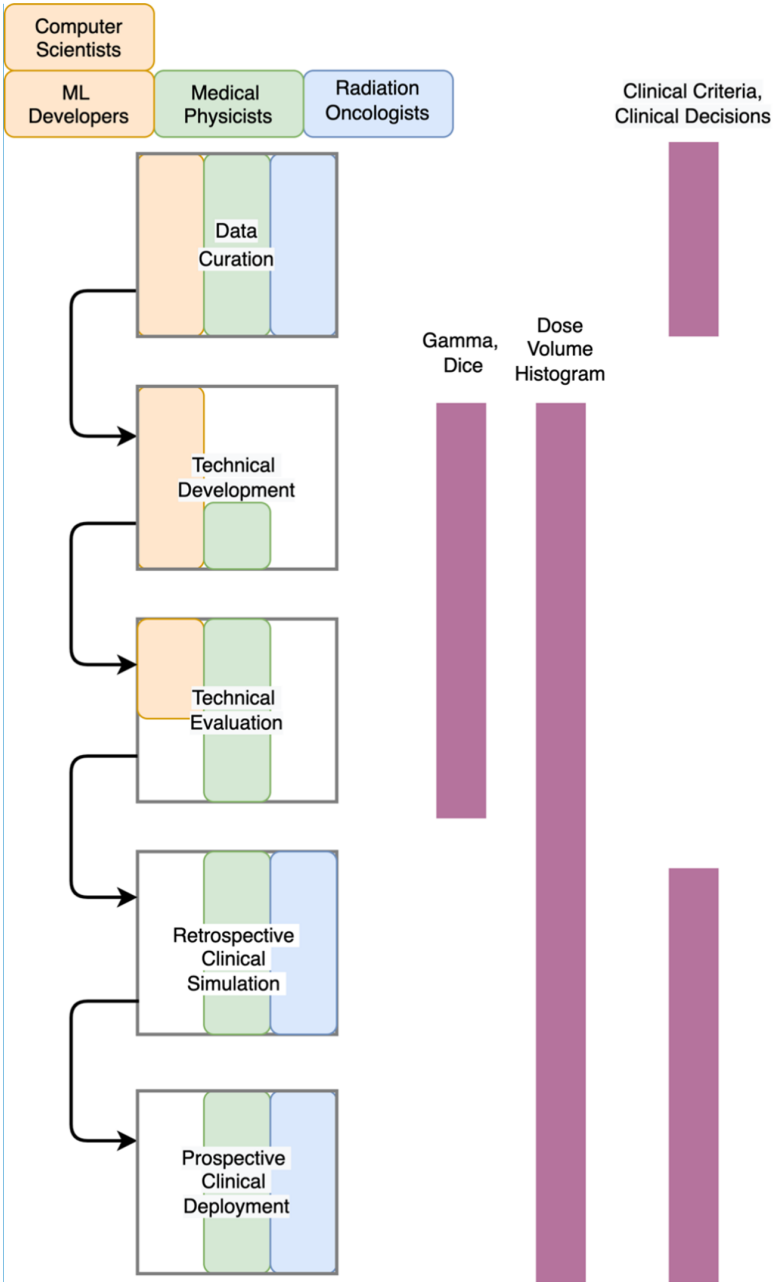 Computer
Scientists
ML
Developers
Medical
Physicists
Radiation
Oncologists
Clinical Criteria,
Clinical Decisions
Data
Curation
Gamma,
Dice
Dose
Volume
Histogram
Technical
Development
Technical
Evaluation
Retrospective
Clinical
Simulation
Prospective
Clinical
Deployment